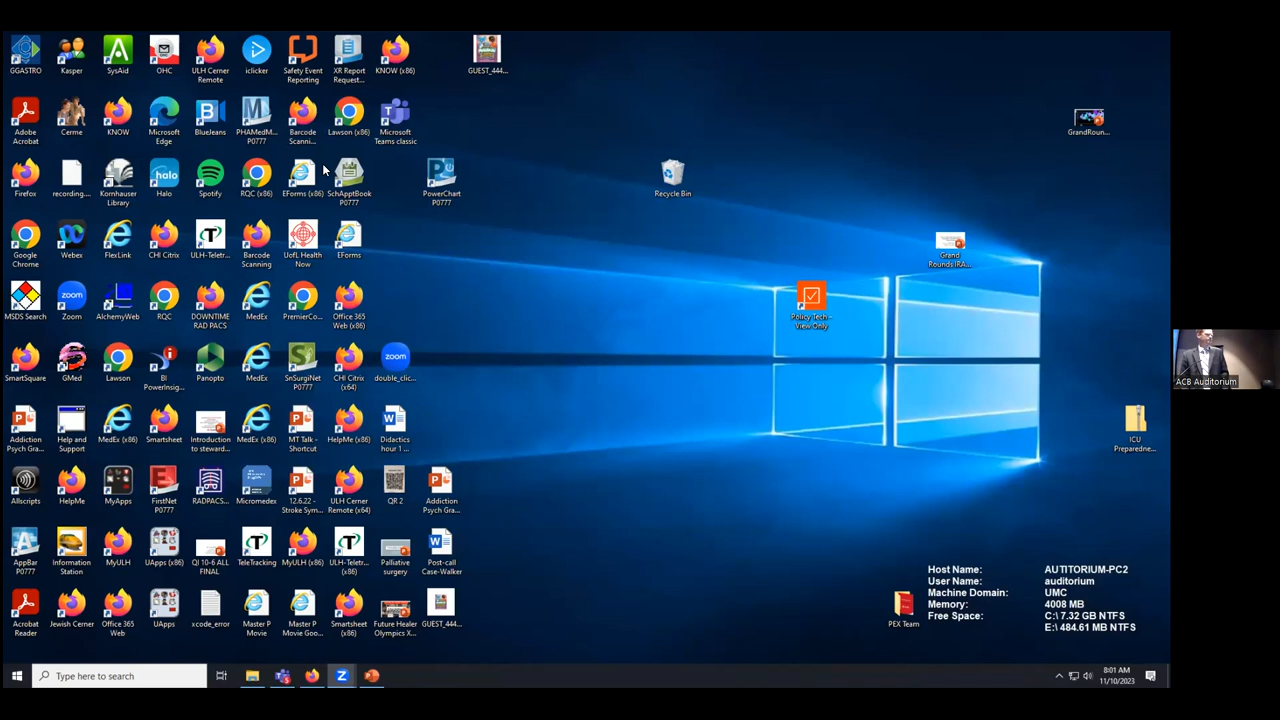 GGASTRO
Kasper
SysAid
OHC
ULH Cerner
Remote
iclicker
Safety Event
Reporting
XR Report
Request...
KNOW (x86)
GUEST_444...
Adobe
Acrobat
Cerme
KNOW
Microsoft
Edge
BlueJeans
PHAMedM...
P0777
Barcode
Scanni...
Lawson (x86)
Microsoft
Teams classic
GrandRoun...
Firefox
recording....
Kornhauser
Library
halo
Halo
Spotify
RQC (x86)
EForms (x86)
SchApptBook
P0777
PowerChart
P0777
Recycle Bin
Google
Chrome
Webex
FlexLink
CHI Citrix
ULH-Teletr...
Barcode
Scanning
UofL Health
Now
EForms
Grand
Rounds IRA...
MSDS Search
zoom
Zoom
AlchemyWeb
RQC
DOWNTIME
RAD PACS
MedEx
PremierCo...
Office 365
Web (x86)
Policy Tech -
View Only
SmartSquare
GMed
Lawson
BI
PowerInsig...
Panopto
MedEx
SnSurgiNet
P0777
CHI Citrix
(x64)
zoom
double_clic...
ACB Auditorium
Addiction
Psych Gra...
Help and
Support
MedEx (x86)
Smartsheet
Introduction
to steward...
MedEx (x86)
MT Talk -
Shortcut
HelpMe (x86)
Didactics
hour 1 ...
ICU
Preparedne...
Allscripts
HelpMe
MyApps
FirstNet
P0777
RADPACS...
Micromedex
12.6.22 -
Stroke Sym...
ULH Cerner
Remote (x64)
QR 2
Addiction
Psych Gra...
AppBar
P0777
Information
Station
MyULH
UApps (x86)
QI 10-6 ALL
FINAL
TeleTracking
MyULH (x86)
ULH-Teletr...
(x86)
Palliative
surgery
Post-call
Case-Walker
Acrobat
Reader
Jewish Cerner
Office 365
Web
UApps
xcode_error
Master P
Movie
Master P
Movie Goo...
Smartsheet
(x86)
Future Healer
Olympics X...
GUEST_444...
PEX Team
Host Name: AUTITORIUM-PC2
User Name: auditorium
Machine Domain: UMC
Memory: 4008 MB
Free Space: C:\ 7.32 GB NTFS
E:\ 484.61 MB NTFS
Type here to search
8:01 AM
11/10/2023